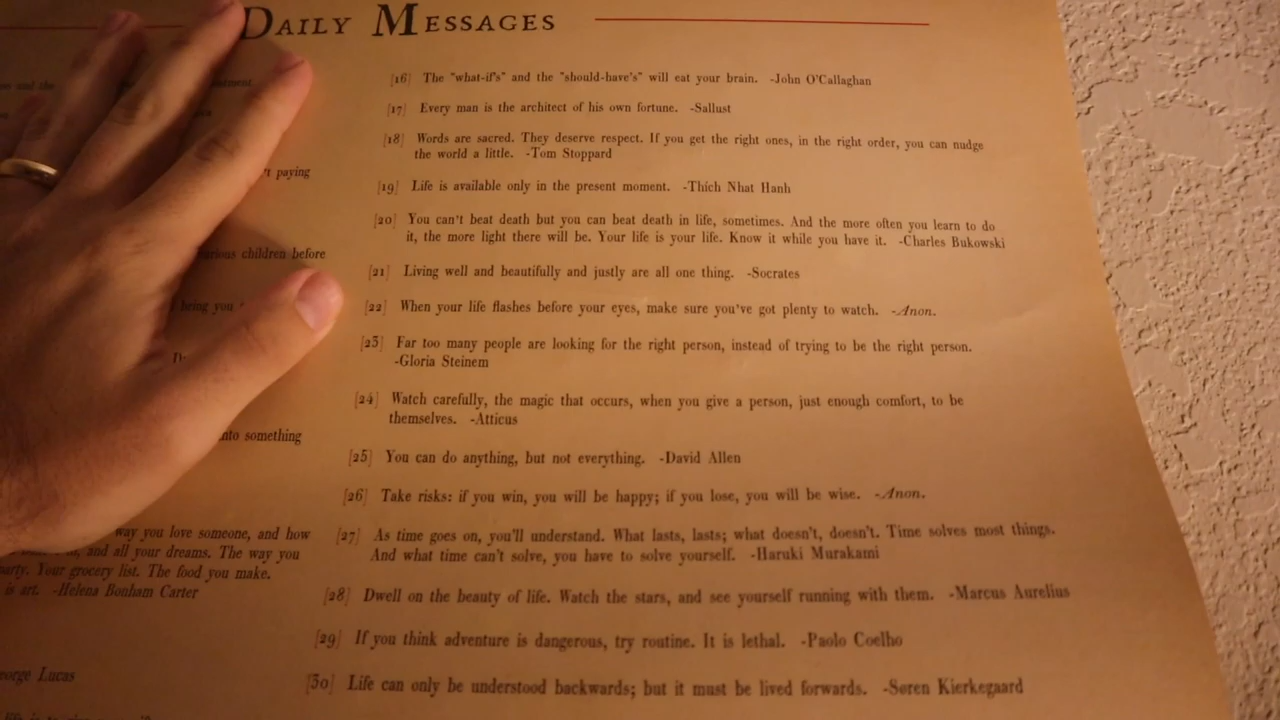 DAILY MESSAGES
and the
't paying
children before
being you
into something
way you love someone, and how
and all your dreams. The way you
party. Your grocery list. The food you make.
is art. -Helena Bonham Carter
George Lucas
[16] The "what-if's" and the "should-have's" will eat your brain. -John O'Callaghan
[17] Every man is the architect of his own fortune. -Sallust
[18] Words are sacred. They deserve respect. If you get the right ones, in the right order, you can nudge
the world a little. -Tom Stoppard
[19] Life is available only in the present moment. -Thich Nhat Hanh
[20] You can't beat death but you can beat death in life, sometimes. And the more often you learn to do
it, the more light there will be. Your life is your life. Know it while you have it. -Charles Bukowski
[21] Living well and beautifully and justly are all one thing. -Socrates
[22] When your life flashes before your eyes, make sure you've got plenty to watch. -Anon.
[23] Far too many people are looking for the right person, instead of trying to be the right person.
-Gloria Steinem
[24] Watch carefully, the magic that occurs, when you give a person, just enough comfort, to be
themselves. -Atticus
[25] You can do anything, but not everything. -David Allen
[26] Take risks: if you win, you will be happy; if you lose, you will be wise. -Anon.
[27] As time goes on, you'll understand. What lasts, lasts; what doesn't, doesn't. Time solves most things.
And what time can't solve, you have to solve yourself. -Haruki Murakami
[28] Dwell on the beauty of life. Watch the stars, and see yourself running with them. -Marcus Aurelius
[29] If you think adventure is dangerous, try routine. It is lethal. -Paolo Coelho
[30] Life can only be understood backwards; but it must be lived forwards. -Søren Kierkegaard